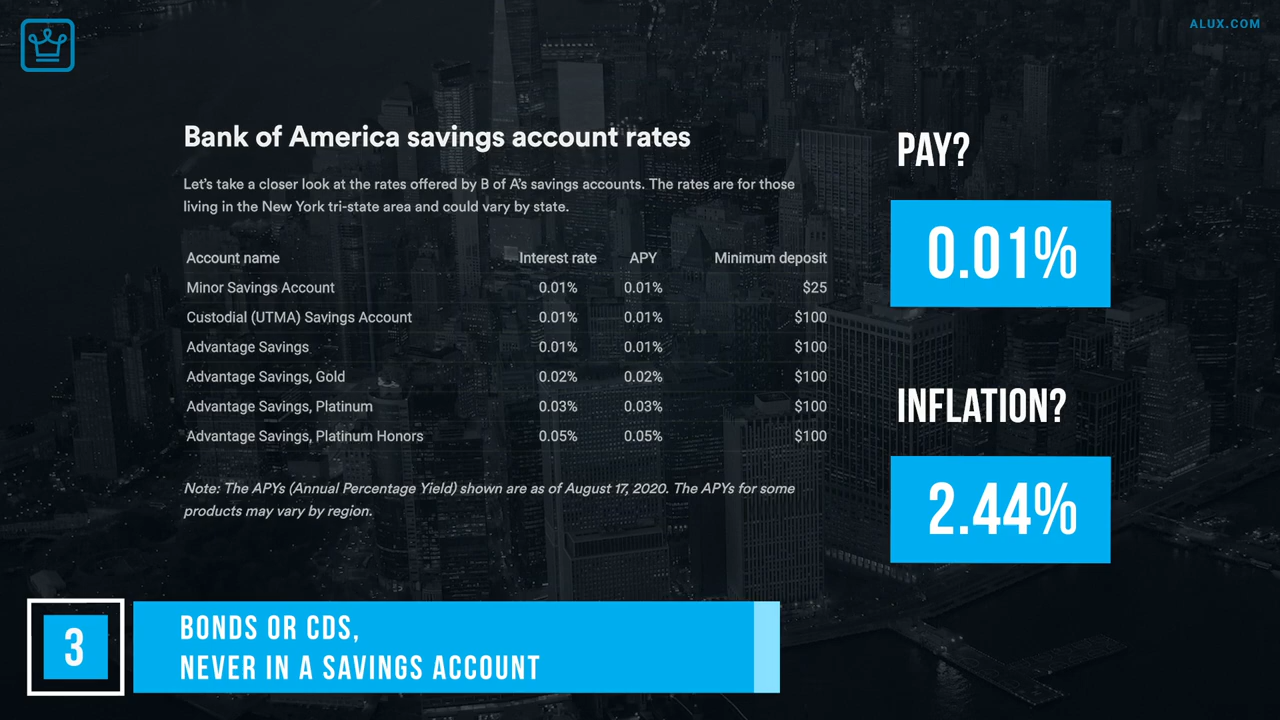 ALUX.COM
Bank of America savings account rates
Let's take a closer look at the rates offered by B of A's savings accounts. The rates are for those
living in the New York tri-state area and could vary by state.
Account name Interest rate APY Minimum deposit
Minor Savings Account 0.01% 0.01% $25
Custodial (UTMA) Savings Account 0.01% 0.01% $100
Advantage Savings 0.01% 0.01% $100
Advantage Savings, Gold 0.02% 0.02% $100
Advantage Savings, Platinum 0.03% 0.03% $100
Advantage Savings, Platinum Honors 0.05% 0.05% $100
Note: The APYs (Annual Percentage Yield) shown are as of August 17, 2020. The APYs for some
products may vary by region.
PAY?
0.01%
INFLATION?
2.44%
3
BONDS OR CDS,
NEVER IN A SAVINGS ACCOUNT